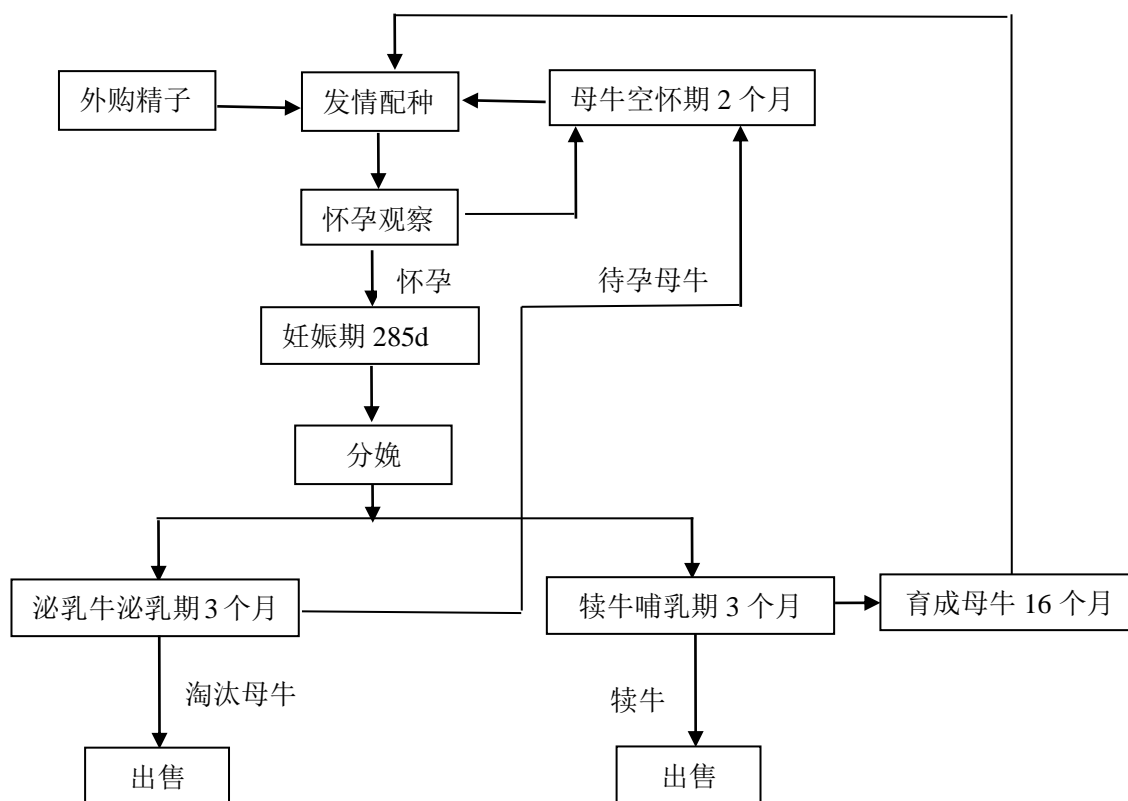 外购精子
发情配种
母牛空怀期 2 个月
怀孕观察
怀孕
待孕母牛
妊娠期 285d
分娩
泌乳牛泌乳期 3 个月
犊牛哺乳期 3 个月
育成母牛 16 个月
淘汰母牛
犊牛
出售
出售